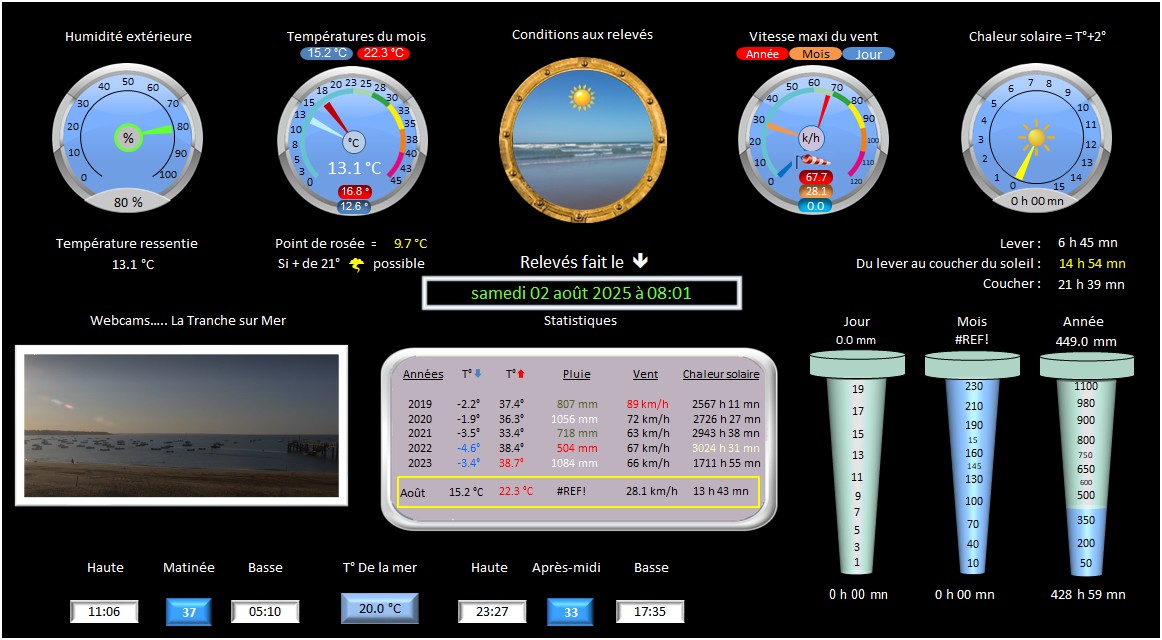 Humidité extérieure
Températures du mois
Conditions aux relevés
Vitesse maxi du vent
Chaleur solaire = T°+2°
15.2 °C 22.3 °C
Année Mois Jour
0 10 20 30 40 50 60 70 80 90 100
%
80 %
0 3 5 8 10 13 15 18 20 23 25 28 30 33 35 38 40 43 45
°C
13.1 °C
16.8 °
12.6 °
0 10 20 30 40 50 60 70 80 90 100 110 120
k/h
67.7
28.1
0.0
0 1 2 3 4 5 6 7 8 9 10 11 12 13 14 15
0 h 00 mn
Température ressentie
13.1 °C
Point de rosée = 9.7 °C
Si + de 21° possible
Relevés fait le
samedi 02 août 2025 à 08:01
Lever : 6 h 45 mn
Du lever au coucher du soleil : 14 h 54 mn
Coucher : 21 h 39 mn
Webcams..... La Tranche sur Mer
Statistiques
Années T° T° Pluie Vent Chaleur solaire
2019 -2.2° 37.4° 807 mm 89 km/h 2567 h 11 mn
2020 -1.9° 36.3° 1056 mm 72 km/h 2726 h 27 mn
2021 -3.5° 33.4° 718 mm 63 km/h 2943 h 38 mn
2022 -4.6° 38.4° 504 mm 67 km/h 3024 h 31 mn
2023 -3.4° 38.7° 1084 mm 66 km/h 1711 h 55 mn
Août 15.2 °C 22.3 °C #REF! 28.1 km/h 13 h 43 mn
Jour
0.0 mm
19
17
15
13
11
9
7
5
3
1
0 h 00 mn
Mois
#REF!
230
210
190
15
160
145
130
100
70
40
10
0 h 00 mn
Année
449.0 mm
1100
980
900
800
750
650
600
500
350
200
50
428 h 59 mn
Haute Matinée Basse T° De la mer Haute Après-midi Basse
11:06 37 05:10 20.0 °C 23:27 33 17:35